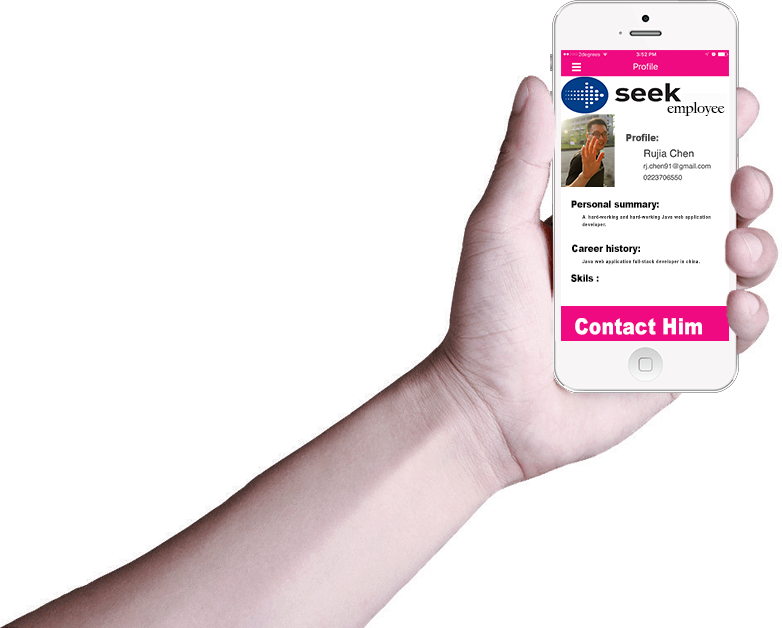 2degrees 3:52 PM
Profile
seek
employee
Profile:
Rujia Chen
rj.chen91@gmail.com
0223706550
Personal summary:
A hard-working and hard-working Java web application
developer.
Career history:
Java web application full-stack developer in china.
Skils :
Contact Him